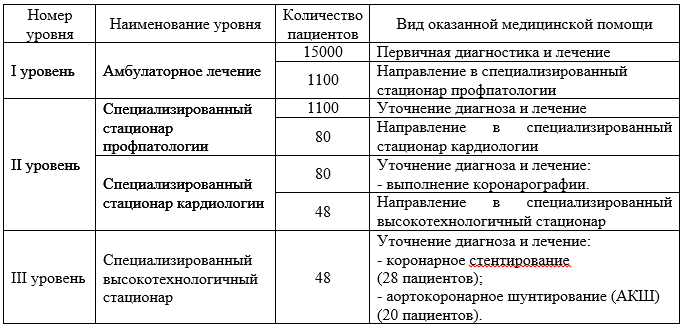 Номер уровня
Наименование уровня
Количество пациентов
Вид оказанной медицинской помощи
I уровень
Амбулаторное лечение
15000
Первичная диагностика и лечение
1100
Направление в специализированный
стационар профпатологии
II уровень
Специализированный
стационар
профпатологии
1100
Уточнение диагноза и лечение
80
Направление в специализированный
стационар кардиологии
Специализированный
стационар кардиологии
80
Уточнение диагноза и лечение:
- выполнение коронарографии.
48
Направление в специализированный
высокотехнологичный стационар
III уровень
Специализированный
высокотехнологичный
стационар
48
Уточнение диагноза и лечение:
- коронарное стентирование
(28 пациентов);
- аортокоронарное шунтирование (АКШ)
(20 пациентов).